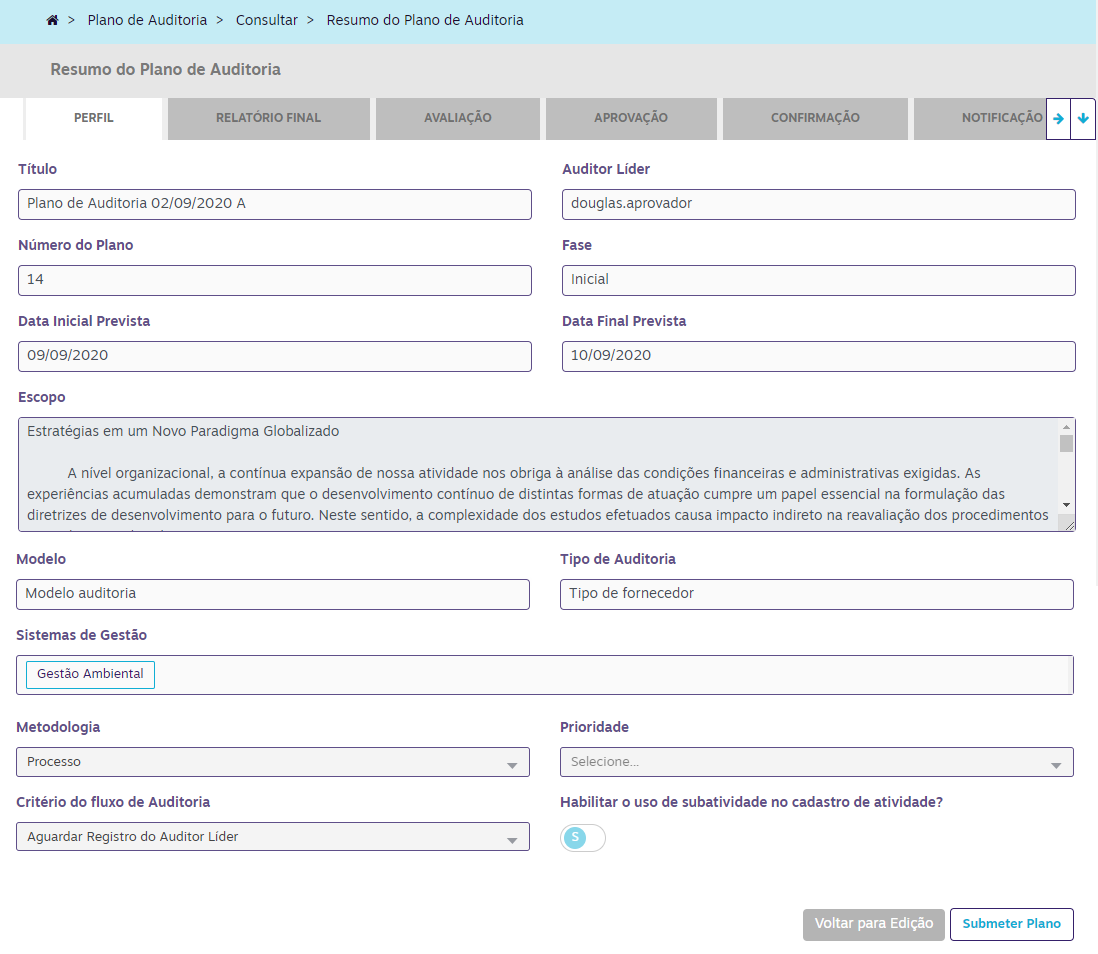 > Plano de Auditoria > Consultar > Resumo do Plano de Auditoria
Resumo do Plano de Auditoria
PERFIL RELATÓRIO FINAL AVALIAÇÃO APROVAÇÃO CONFIRMAÇÃO NOTIFICAÇÃO
Título Auditor Líder
Plano de Auditoria 02/09/2020 A douglas.aprovador
Número do Plano Fase
14 Inicial
Data Inicial Prevista Data Final Prevista
09/09/2020 10/09/2020
Escopo
Estratégias em um Novo Paradigma Globalizado
A nível organizacional, a contínua expansão de nossa atividade nos obriga à análise das condições financeiras e administrativas exigidas. As
experiências acumuladas demonstram que o desenvolvimento contínuo de distintas formas de atuação cumpre um papel essencial na formulação das
diretrizes de desenvolvimento para o futuro. Neste sentido, a complexidade dos estudos efetuados causa impacto indireto na reavaliação dos procedimentos
Modelo Tipo de Auditoria
Modelo auditoria Tipo de fornecedor
Sistemas de Gestão
Gestão Ambiental
Metodologia Prioridade
Processo Selecione...
Critério do fluxo de Auditoria Habilitar o uso de subatividade no cadastro de atividade?
Aguardar Registro do Auditor Líder S
Voltar para Edição Submeter Plano